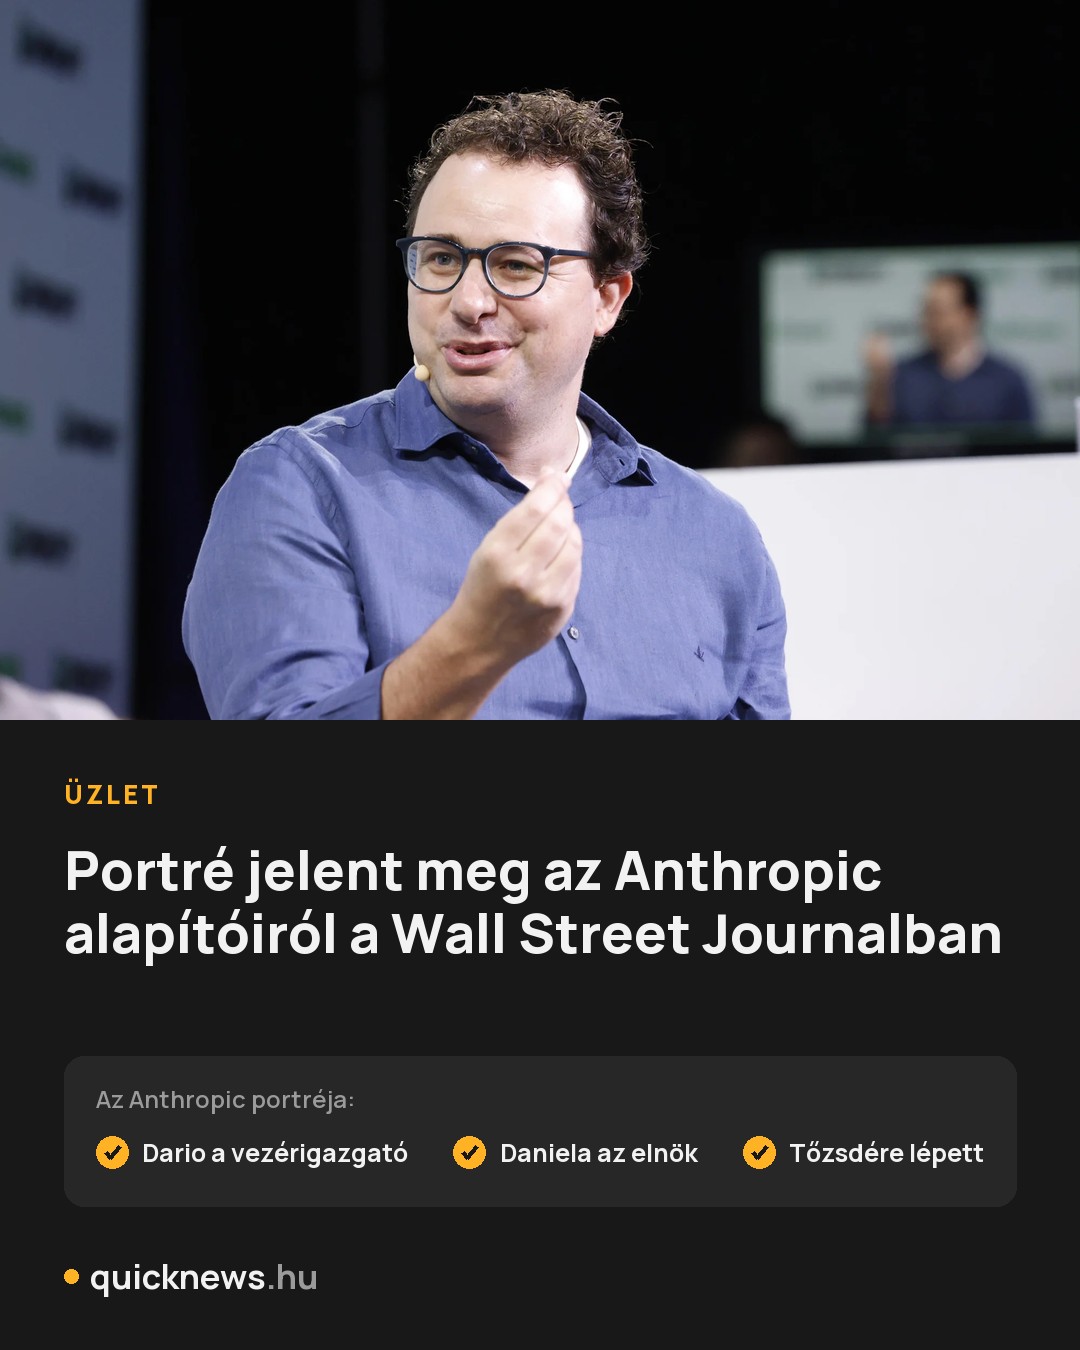 ÜZLET
Portré jelent meg az Anthropic
alapítóiról a Wall Street Journalban
Az Anthropic portréja:
Dario a vezérigazgató
Daniela az elnök
Tőzsdére lépett
quicknews.hu